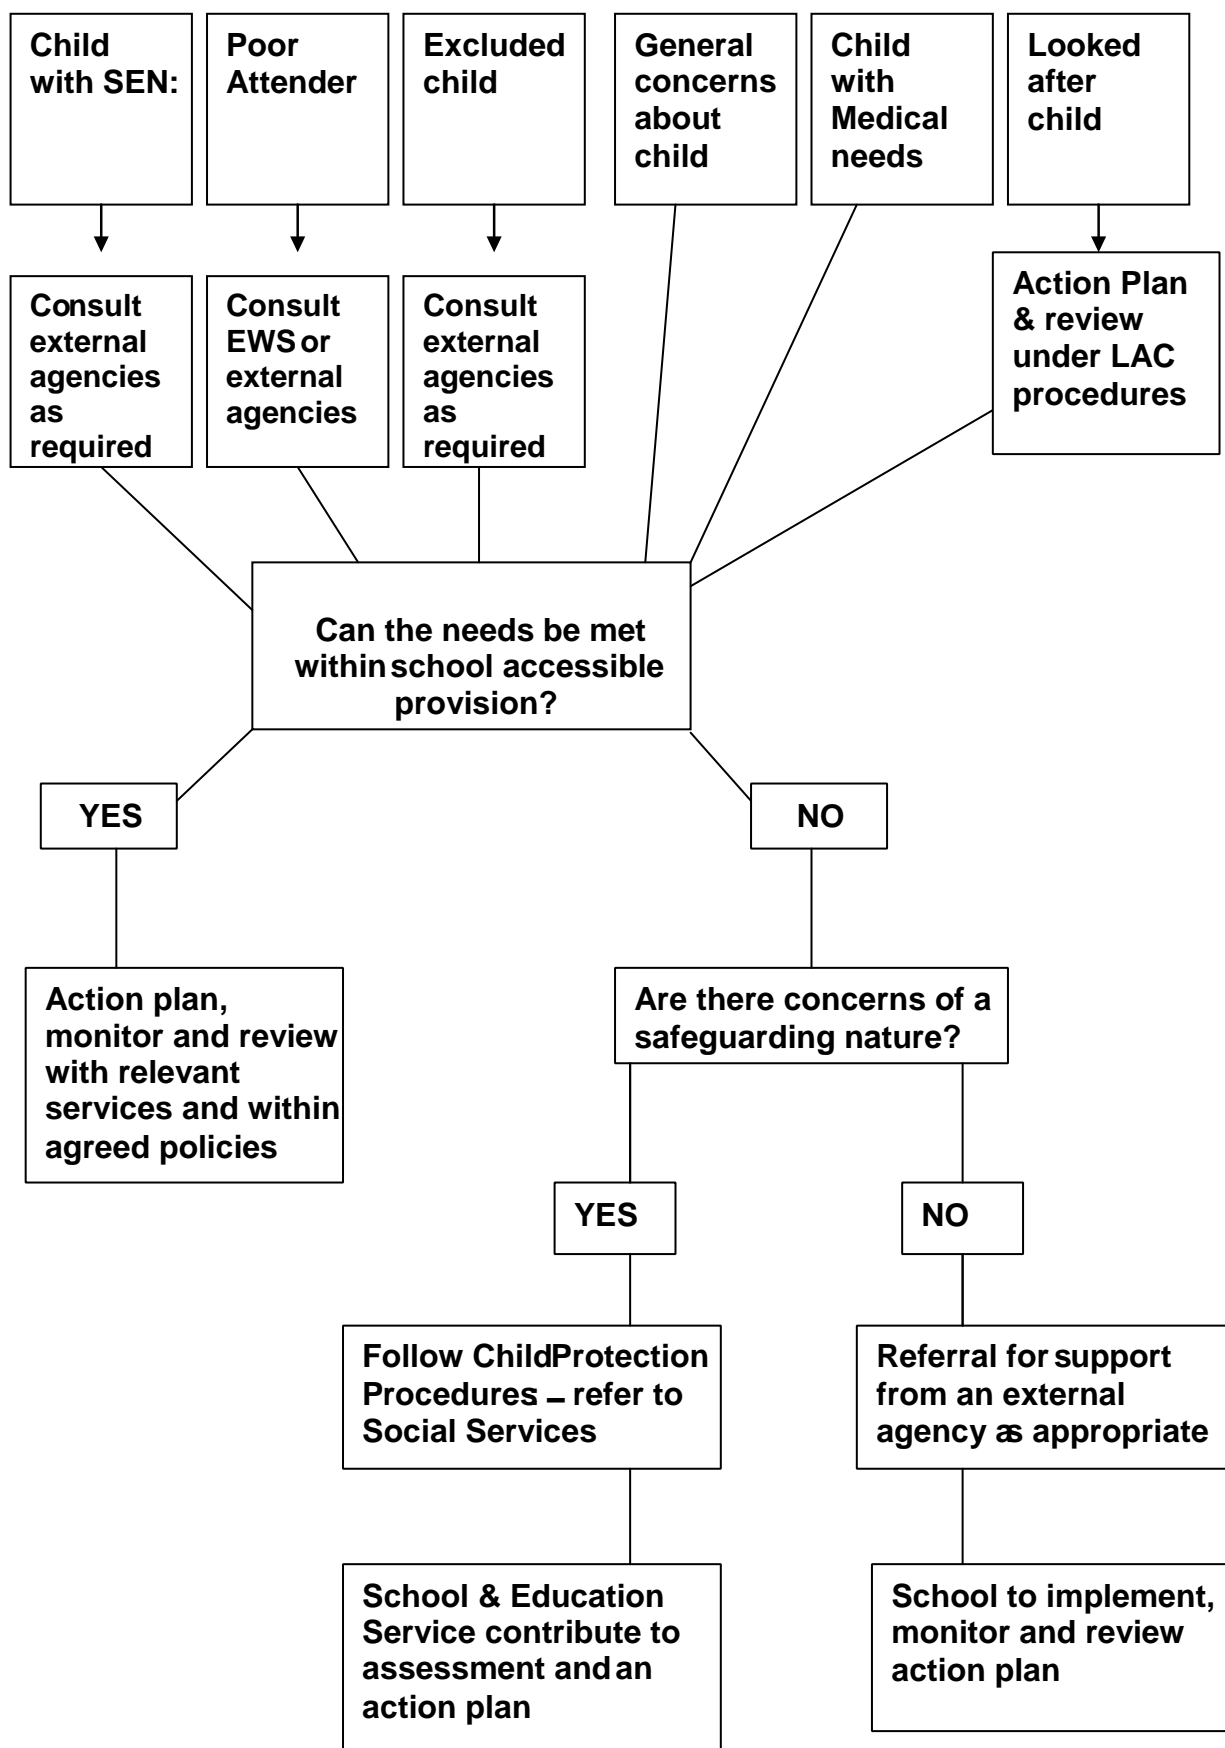 Child
with SEN:
Poor
Attender
Excluded
child
General
concerns
about
child
Child
with
Medical
needs
Looked
after
child
Consult
external
agencies
as
required
Consult
EWS or
external
agencies
Consult
external
agencies
as
required
Action Plan
& review
under LAC
procedures
Can the needs be met
within school accessible
provision?
YES
NO
Action plan,
monitor and review
with relevant
services and within
agreed policies
Are there concerns of a
safeguarding nature?
YES
NO
Follow Child Protection
Procedures: – refer to
Social Services
Referral for support
from an external
agency as appropriate
School & Education
Service contribute to
assessment and an
action plan
School to implement,
monitor and review
action plan